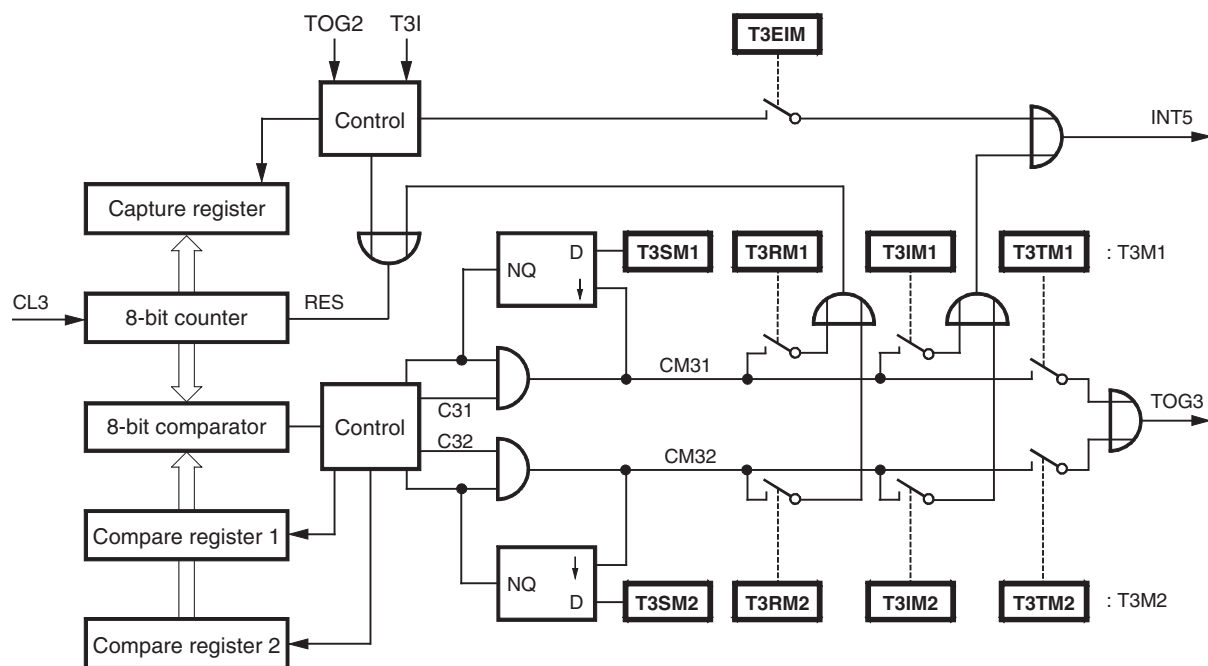 TOG2 T3I
T3EIM
Control
INT5
Capture register
D
NQ
T3SM1
T3RM1
T3IM1
T3TM1
: T3M1
CL3
8-bit counter
RES
CM31
C31
8-bit comparator
Control
TOG3
C32
CM32
Compare register 1
NQ
D
T3SM2
T3RM2
T3IM2
T3TM2
: T3M2
Compare register 2